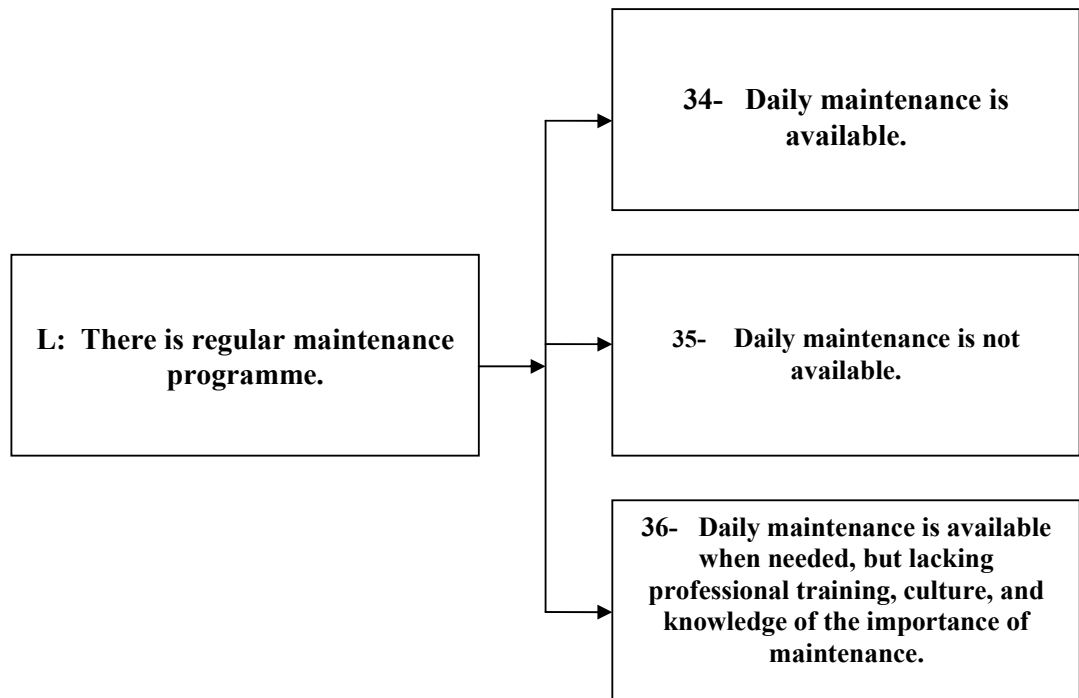 34- Daily maintenance is
available.
L: There is regular maintenance
programme.
35- Daily maintenance is not
available.
36- Daily maintenance is available
when needed, but lacking
professional training, culture, and
knowledge of the importance of
maintenance.